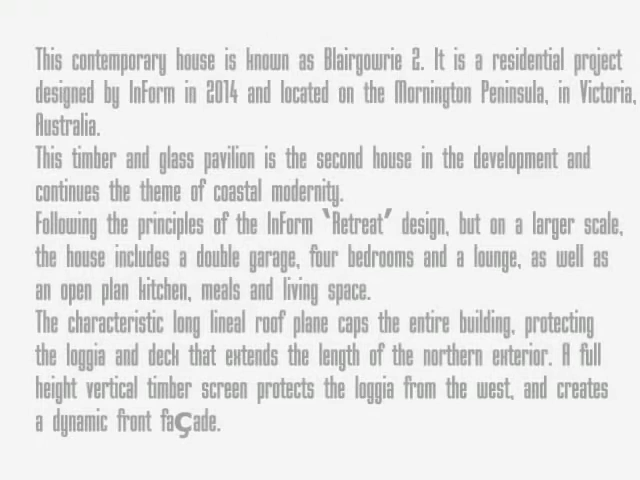 This contemporary house is known as Blairgowrie 2. It is a residential project
designed by InForm in 2014 and located on the Mornington Peninsula, in Victoria,
Australia.
This timber and glass pavilion is the second house in the development and
continues the theme of coastal modernity.
Following the principles of the InForm ‘Retreat’ design, but on a larger scale,
the house includes a double garage, four bedrooms and a lounge, as well as
an open plan kitchen, meals and living space.
The characteristic long lineal roof plane caps the entire building, protecting
the loggia and deck that extends the length of the northern exterior. A full
height vertical timber screen protects the loggia from the west, and creates
a dynamic front façade.